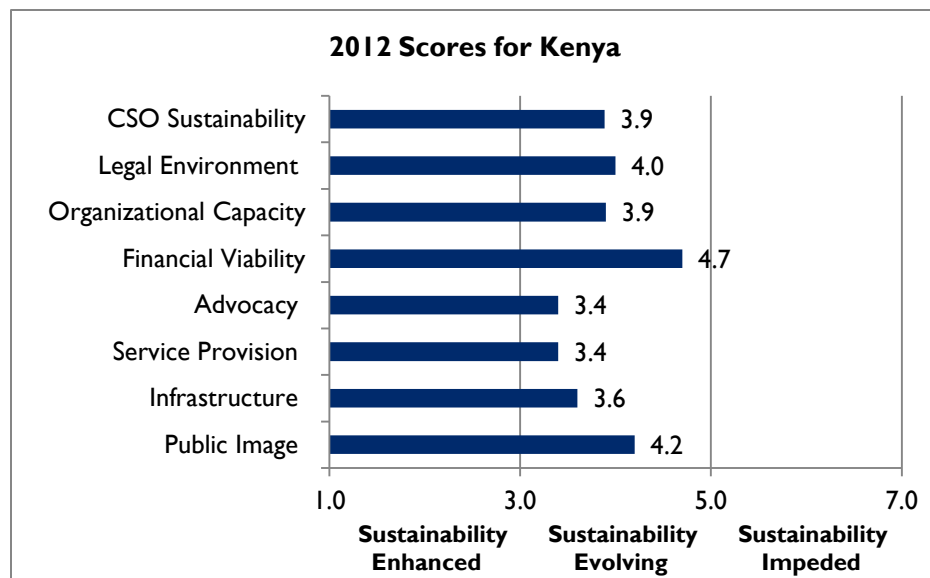 2012 Scores for Kenya
CSO Sustainability 3.9
Legal Environment 4.0
Organizational Capacity 3.9
Financial Viability 4.7
Advocacy 3.4
Service Provision 3.4
Infrastructure 3.6
Public Image 4.2
1.0 3.0 5.0 7.0
Sustainability Sustainability Sustainability
Enhanced Evolving Impeded